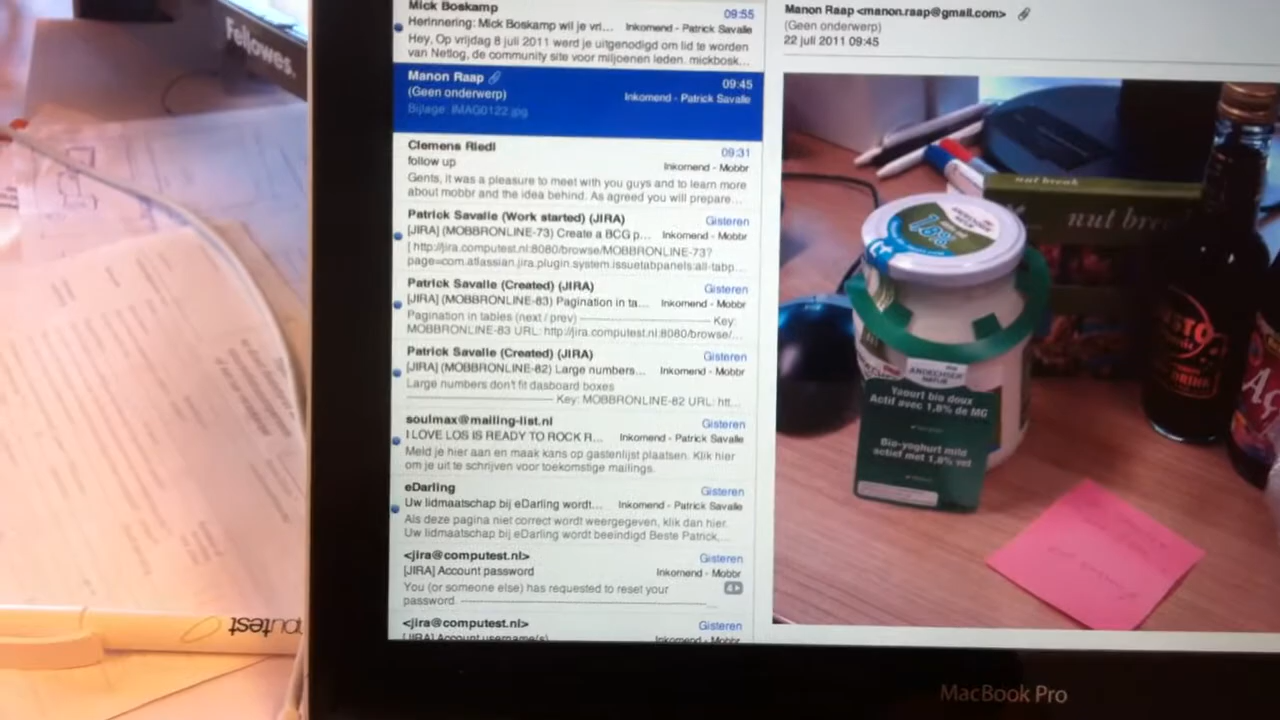 Fellowes.
Mick Boskamp 09:55
Herinnering: Mick Boskamp wil je vri... Inkomend - Patrick Savalle
Hey, Op vrijdag 8 juli 2011 werd je uitgenodigd om lid te worden
van Netlog, de community site voor miljoenen leden. mickbosk...
Manon Raap 09:45
(Geen onderwerp) Inkomend - Patrick Savalle
Bijlage: IMAG0122.jpg
Clemens Riedl 09:31
follow up Inkomend - Mobbr
Gents, it was a pleasure to meet with you guys and to learn more
about mobbr and the idea behind. As agreed you will prepare...
Patrick Savalle (Work started) (JIRA) Gisteren
[JIRA] (MOBBRONLINE-73) Create a BCG p... Inkomend - Mobbr
[ http://jira.computest.nl:8080/browse/MOBBRONLINE-73?
page=com.atlassian.jira.plugin.system.issuetabpanels:all-tabp...
Patrick Savalle (Created) (JIRA) Gisteren
[JIRA] (MOBBRONLINE-83) Pagination in ta... Inkomend - Mobbr
Pagination in tables (next / prev) Key:
MOBBRONLINE-83 URL: http://jira.computest.nl:8080/browse/...
Patrick Savalle (Created) (JIRA) Gisteren
[JIRA] (MOBBRONLINE-82) Large numbers... Inkomend - Mobbr
Large numbers don't fit dasboard boxes
Key: MOBBRONLINE-82 URL: htt...
soulmax@mailing-list.nl Gisteren
I LOVE LOS IS READY TO ROCK R... Inkomend - Patrick Savalle
Meld je hier aan en maak kans op gastenlijst plaatsen. Klik hier
om je uit te schrijven voor toekomstige mailings.
eDarling Gisteren
Uw lidmaatschap bij eDarling wordt... Inkomend - Patrick Savalle
Als deze pagina niet correct wordt weergegeven, klik dan hier.
Uw lidmaatschap bij eDarling wordt beeindigd Beste Patrick,...
<jira@computest.nl> Gisteren
[JIRA] Account password Inkomend - Mobbr
You (or someone else) has requested to reset your
password.
<jira@computest.nl> Gisteren
[JIRA] Account username(s) Inkomend - Mobbr
Manon Raap <manon.raap@gmail.com>
(Geen onderwerp)
22 juli 2011 09:45
nut break
nut bre
1,8%
ANDECHSER
NATUR
Yaourt bio doux
Actif avec 1,8% de MG
Bio-yoghurt mild
actief met 1,8% vet
DRINK
MacBook Pro